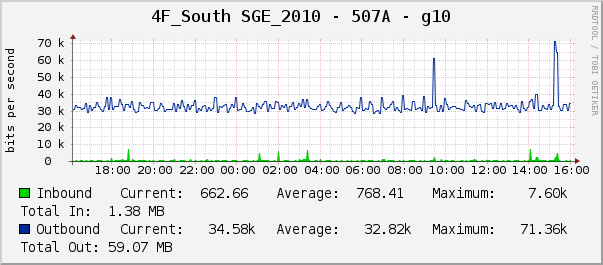 4F_South SGE_2010 - 507A - g10
RRDTOOL / TOBI OETIKER
bits per second
70 k
60 k
50 k
40 k
30 k
20 k
10 k
0
18:00 20:00 22:00 00:00 02:00 04:00 06:00 08:00 10:00 12:00 14:00 16:00
Inbound Current: 662.66 Average: 768.41 Maximum: 7.60k
Total In: 1.38 MB
Outbound Current: 34.58k Average: 32.82k Maximum: 71.36k
Total Out: 59.07 MB